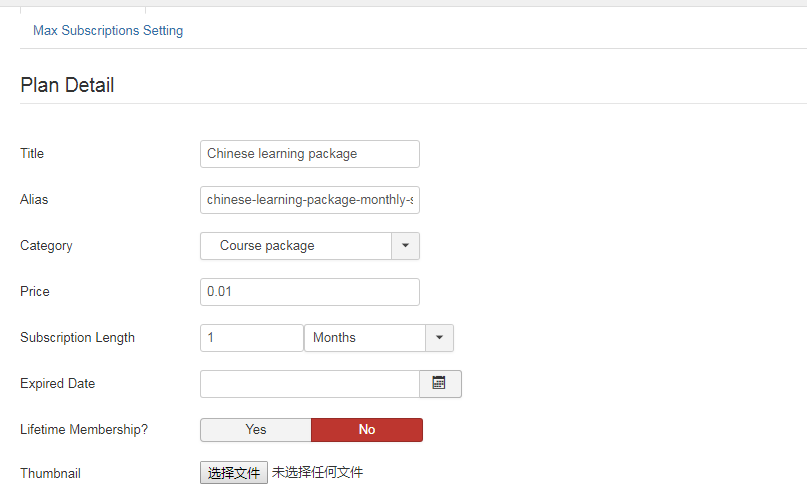 Max Subscriptions Setting
Plan Detail
Title Chinese learning package
Alias chinese-learning-package-monthly-s
Category Course package
Price 0.01
Subscription Length 1 Months
Expired Date
Lifetime Membership? Yes No
Thumbnail 选择文件 未选择任何文件